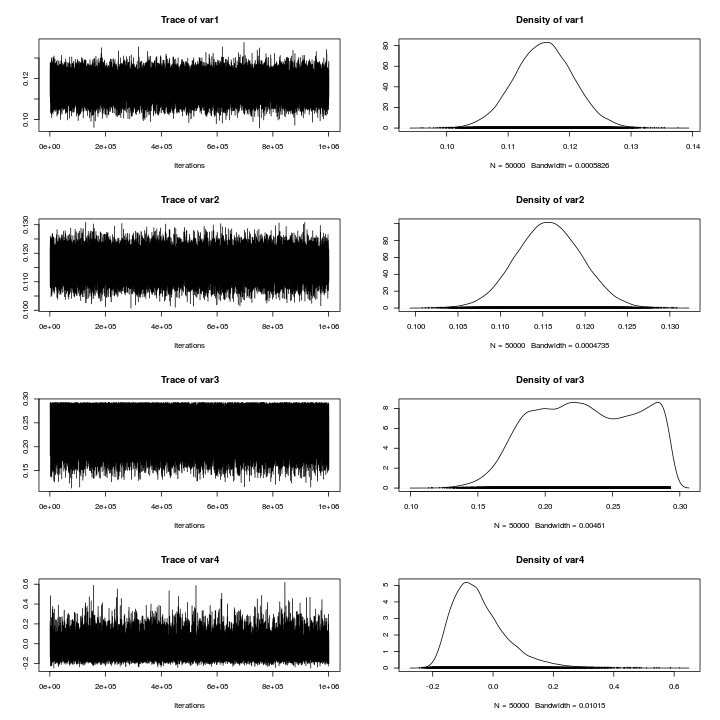 Trace of var1
0.10 0.12
0e+00 2e+05 4e+05 6e+05 8e+05 1e+06
Iterations
Density of var1
0 20 40 60 80
0.10 0.11 0.12 0.13 0.14
N = 50000 Bandwidth = 0.0005826
Trace of var2
0.100 0.110 0.120 0.130
0e+00 2e+05 4e+05 6e+05 8e+05 1e+06
Iterations
Density of var2
0 20 40 60 80
0.100 0.105 0.110 0.115 0.120 0.125 0.130
N = 50000 Bandwidth = 0.0004735
Trace of var3
0.15 0.20 0.25 0.30
0e+00 2e+05 4e+05 6e+05 8e+05 1e+06
Iterations
Density of var3
0 2 4 6 8
0.10 0.15 0.20 0.25 0.30
N = 50000 Bandwidth = 0.00461
Trace of var4
-0.2 0.0 0.2 0.4 0.6
0e+00 2e+05 4e+05 6e+05 8e+05 1e+06
Iterations
Density of var4
0 1 2 3 4 5
-0.2 0.0 0.2 0.4 0.6
N = 50000 Bandwidth = 0.01015